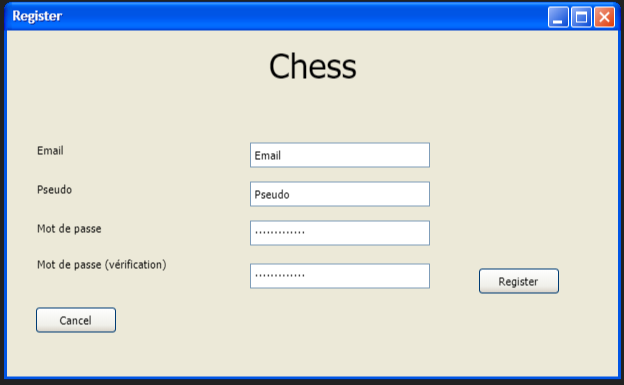 Register
Chess
Email
Email
Pseudo
Pseudo
Mot de passe
.............
Mot de passe (vérification)
.............
Register
Cancel